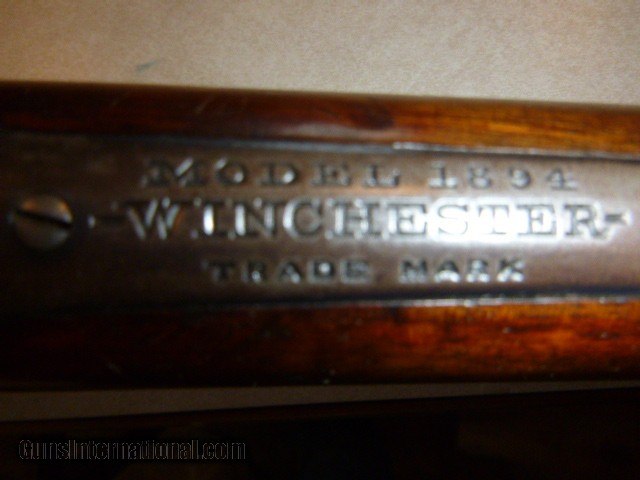 MODEL 1894
-WINCHESTER-
TRADE MARK
GunsInternational.com